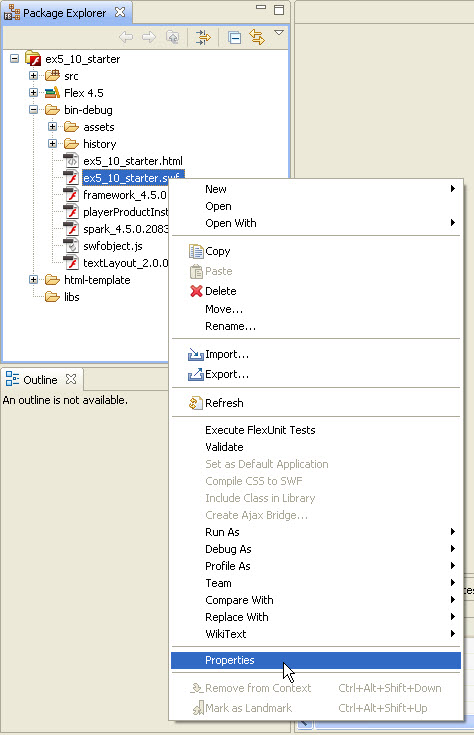 Package Explorer
ex5_10_starter
src
Flex 4.5
bin-debug
assets
history
ex5_10_starter.html
ex5_10_starter.swf
framework_4.5.0
playerProductInst
spark_4.5.0.2083
swfobject.js
textLayout_2.0.0
html-template
libs
Outline
An outline is not available.
New
Open
Open With
Copy
Paste
Delete
Move...
Rename...
Import...
Export...
Refresh
Execute FlexUnit Tests
Validate
Set as Default Application
Compile CSS to SWF
Include Class in Library
Create Ajax Bridge...
Run As
Debug As
Profile As
Team
Compare With
Replace With
WikiText
Properties
Remove from Context Ctrl+Alt+Shift+Down
Mark as Landmark Ctrl+Alt+Shift+Up